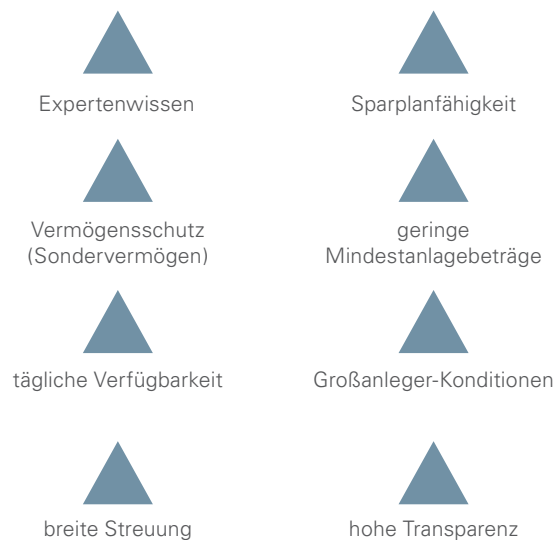 Expertenwissen
Sparplanfähigkeit
Vermögensschutz
(Sondervermögen)
geringe
Mindestanlagebeträge
tägliche Verfügbarkeit
Großanleger-Konditionen
breite Streuung
hohe Transparenz